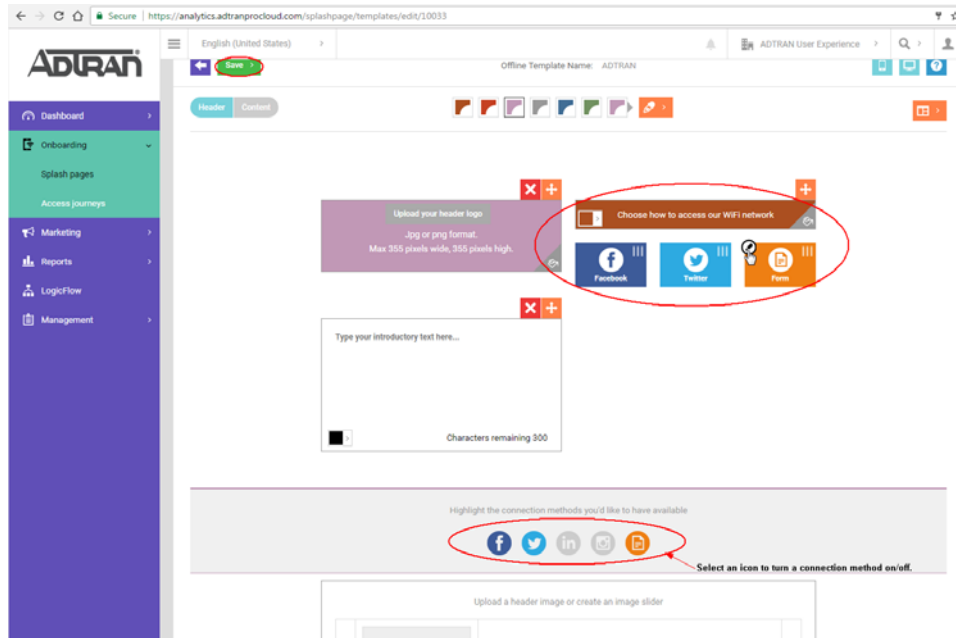 Secure | https://analytics.adtranprocloud.com/splashpage/templates/edit/10033
ADTRAN
English (United States)
ADTRAN User Experience
Save
Offline Template Name: ADTRAN
Header
Content
Dashboard
Onboarding
Splash pages
Access journeys
Marketing
Reports
LogicFlow
Management
Upload your header logo
Jpg or png format.
Max 355 pixels wide, 355 pixels high.
Choose how to access our WiFi network
Facebook
Twitter
Form
Type your introductory text here...
Characters remaining 300
Highlight the connection methods you'd like to have available
Select an icon to turn a connection method on/off.
Upload a header image or create an image slider